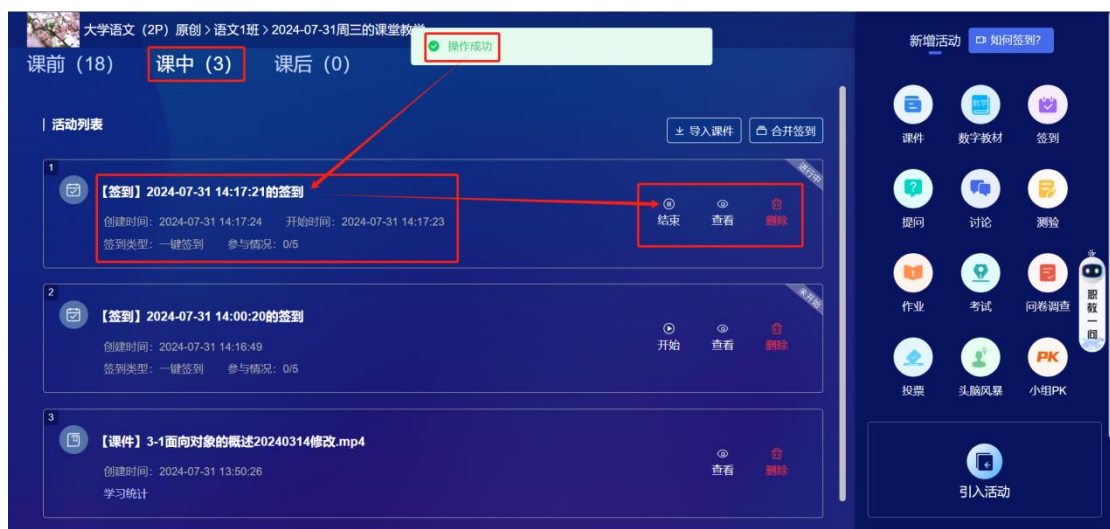 大学语文（2P）原创 > 语文1班 > 2024-07-31周三的课堂教学
操作成功
课前（18） 课中（3） 课后（0）
活动列表
导入课件 合并签到
1
进行中
【签到】2024-07-31 14:17:21的签到
创建时间：2024-07-31 14:17:24 开始时间：2024-07-31 14:17:23
签到类型：一键签到 参与情况：0/5
结束 查看 删除
2
未开始
【签到】2024-07-31 14:00:20的签到
创建时间：2024-07-31 14:16:49
签到类型：一键签到 参与情况：0/5
开始 查看 删除
3
【课件】3-1面向对象的概述20240314修改.mp4
创建时间：2024-07-31 13:50:26
学习统计
查看 删除
新增活动 如何签到?
数字
课件 数字教材 签到
提问 讨论 测验
作业 考试 问卷调查
PK
投票 头脑风暴 小组PK
引入活动
职教一问